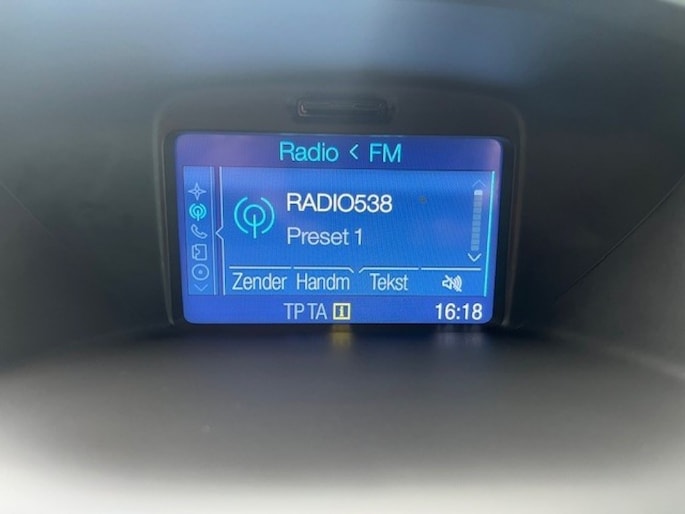 Radio < FM
RADIO538
Preset 1
Zender Handm Tekst
TP TA i 16:18